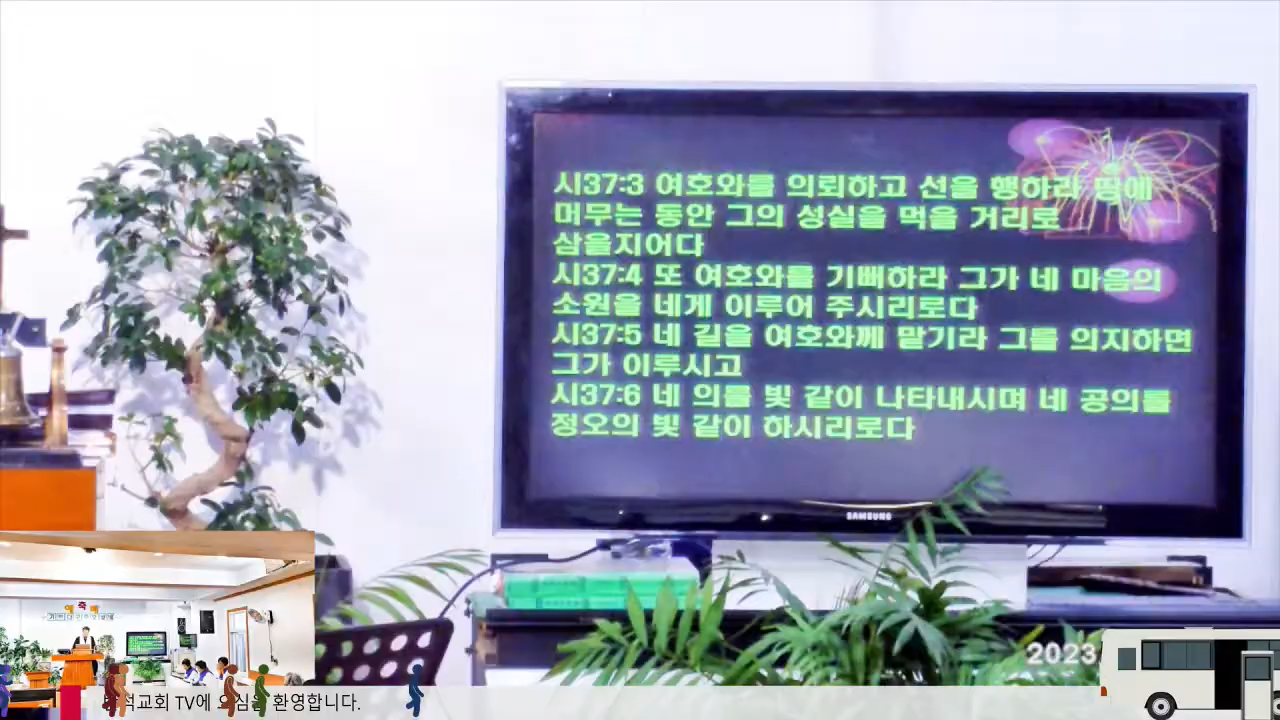 시37:3 여호와를 의뢰하고 선을 행하라 땅에
머무는 동안 그의 성실을 먹을 거리로
삼을지어다
시37:4 또 여호와를 기뻐하라 그가 네 마음의
소원을 네게 이루어 주시리로다
시37:5 네 길을 여호와께 맡기라 그를 의지하면
그가 이루시고
시37:6 네 의를 빛 같이 나타내시며 네 공의를
정오의 빛 같이 하시리로다
SAMSUNG
2023
TV에 오심을 환영합니다.